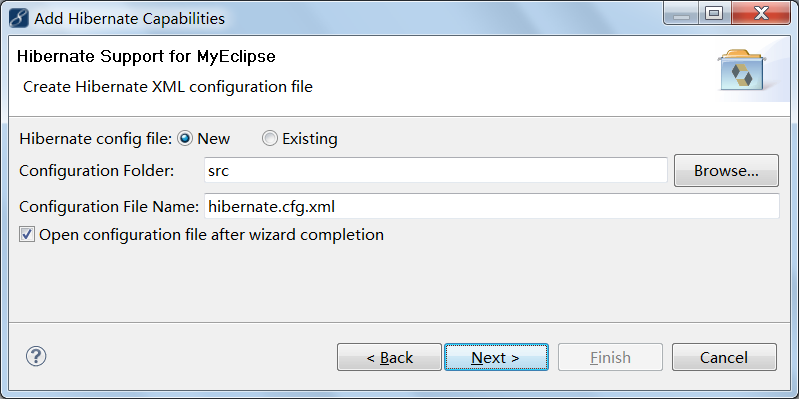 Add Hibernate Capabilities
Hibernate Support for MyEclipse
Create Hibernate XML configuration file
Hibernate config file: New Existing
Configuration Folder: src Browse...
Configuration File Name: hibernate.cfg.xml
Open configuration file after wizard completion
? < Back Next > Finish Cancel